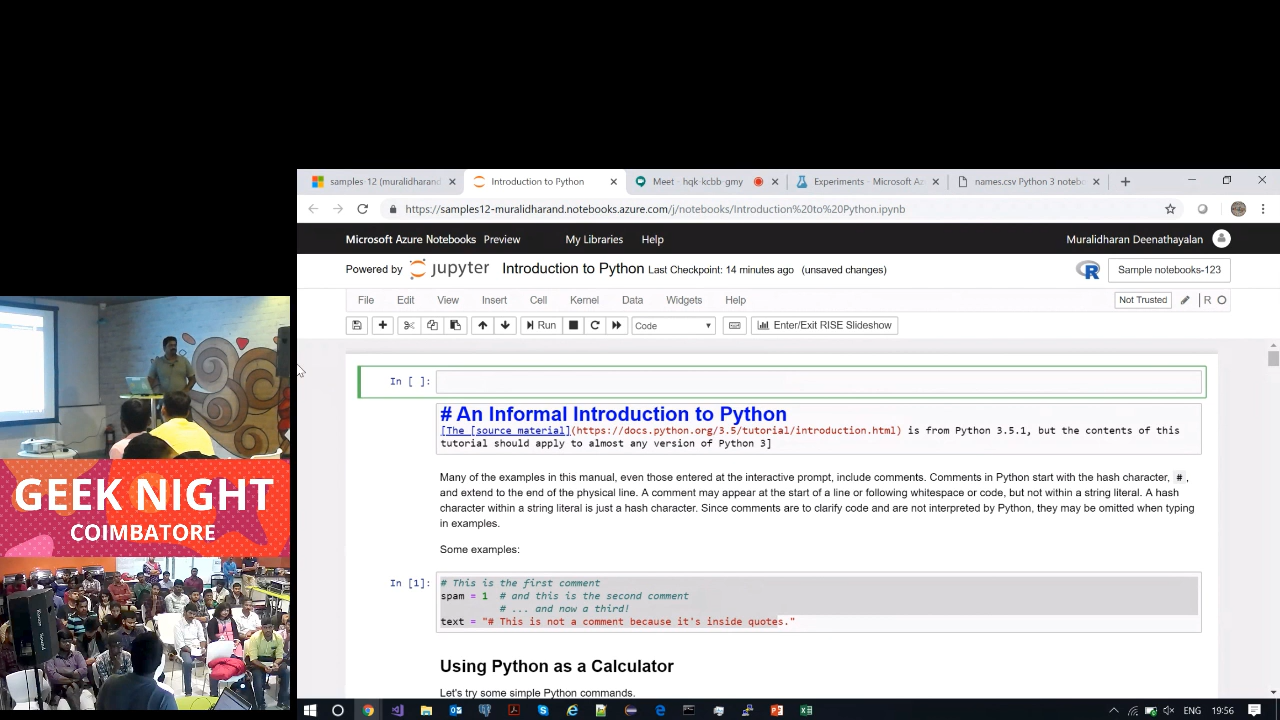 samples-12 (muralidharand
Introduction to Python
Meet - hqk-kcbb-gmy
Experiments - Microsoft Az
names.csv Python 3 noteb
https://samples12-muralidharand.notebooks.azure.com/j/notebooks/Introduction%20to%20Python.ipynb
Microsoft Azure Notebooks Preview My Libraries Help Muralidharan Deenathayalan
Powered by jupyter Introduction to Python Last Checkpoint: 14 minutes ago (unsaved changes) R Sample notebooks-123
File Edit View Insert Cell Kernel Data Widgets Help Not Trusted R
Run Code Enter/Exit RISE Slideshow
In [ ]:
# An Informal Introduction to Python
[The [source material](https://docs.python.org/3.5/tutorial/introduction.html) is from Python 3.5.1, but the contents of this
tutorial should apply to almost any version of Python 3]
Many of the examples in this manual, even those entered at the interactive prompt, include comments. Comments in Python start with the hash character, # ,
and extend to the end of the physical line. A comment may appear at the start of a line or following whitespace or code, but not within a string literal. A hash
character within a string literal is just a hash character. Since comments are to clarify code and are not interpreted by Python, they may be omitted when typing
in examples.
Some examples:
In [1]:
# This is the first comment
spam = 1 # and this is the second comment
# ... and now a third!
text = "# This is not a comment because it's inside quotes."
Using Python as a Calculator
Let's try some simple Python commands.
ENG 19:56
GEEK NIGHT
COIMBATORE